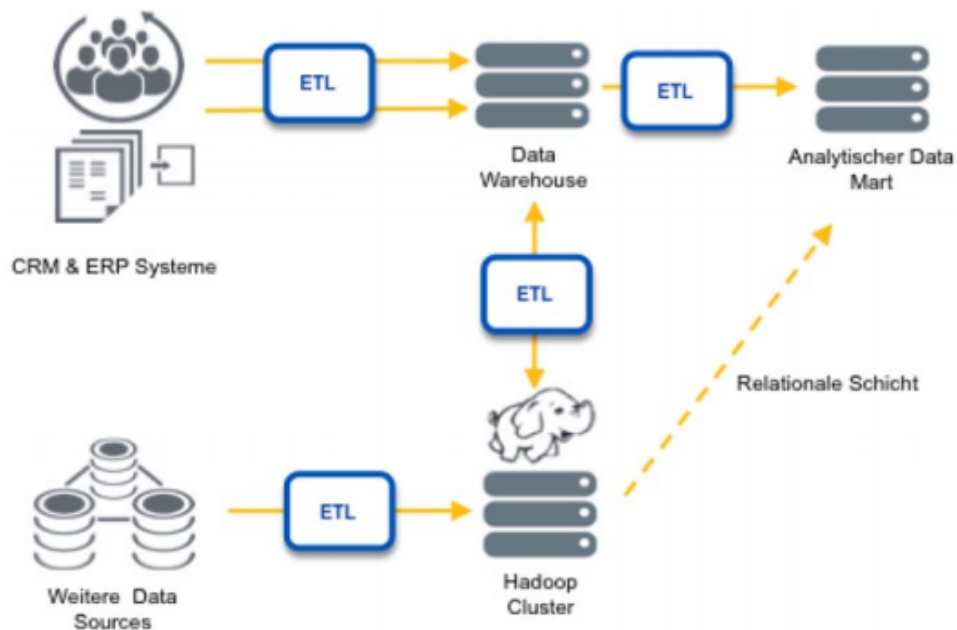 ETL
ETL
Data
Warehouse
Analytischer Data
Mart
CRM & ERP Systeme
ETL
Relationale Schicht
ETL
Weitere Data
Sources
Hadoop
Cluster